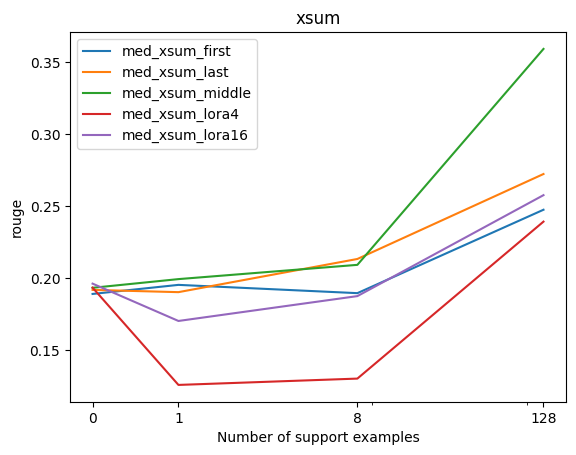 xsum
med_xsum_first
med_xsum_last
med_xsum_middle
med_xsum_lora4
med_xsum_lora16
0.35
0.30
0.25
0.20
0.15
rouge
0
1
8
128
Number of support examples